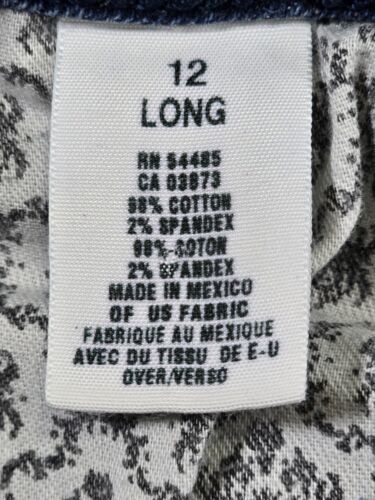 12
LONG
RN 54485
CA 03873
98% COTTON
2% SPANDEX
98% COTON
2% SPANDEX
MADE IN MEXICO
OF US FABRIC
FABRIQUE AU MEXIQUE
AVEC DU TISSU DE E-U
OVER/VERSO